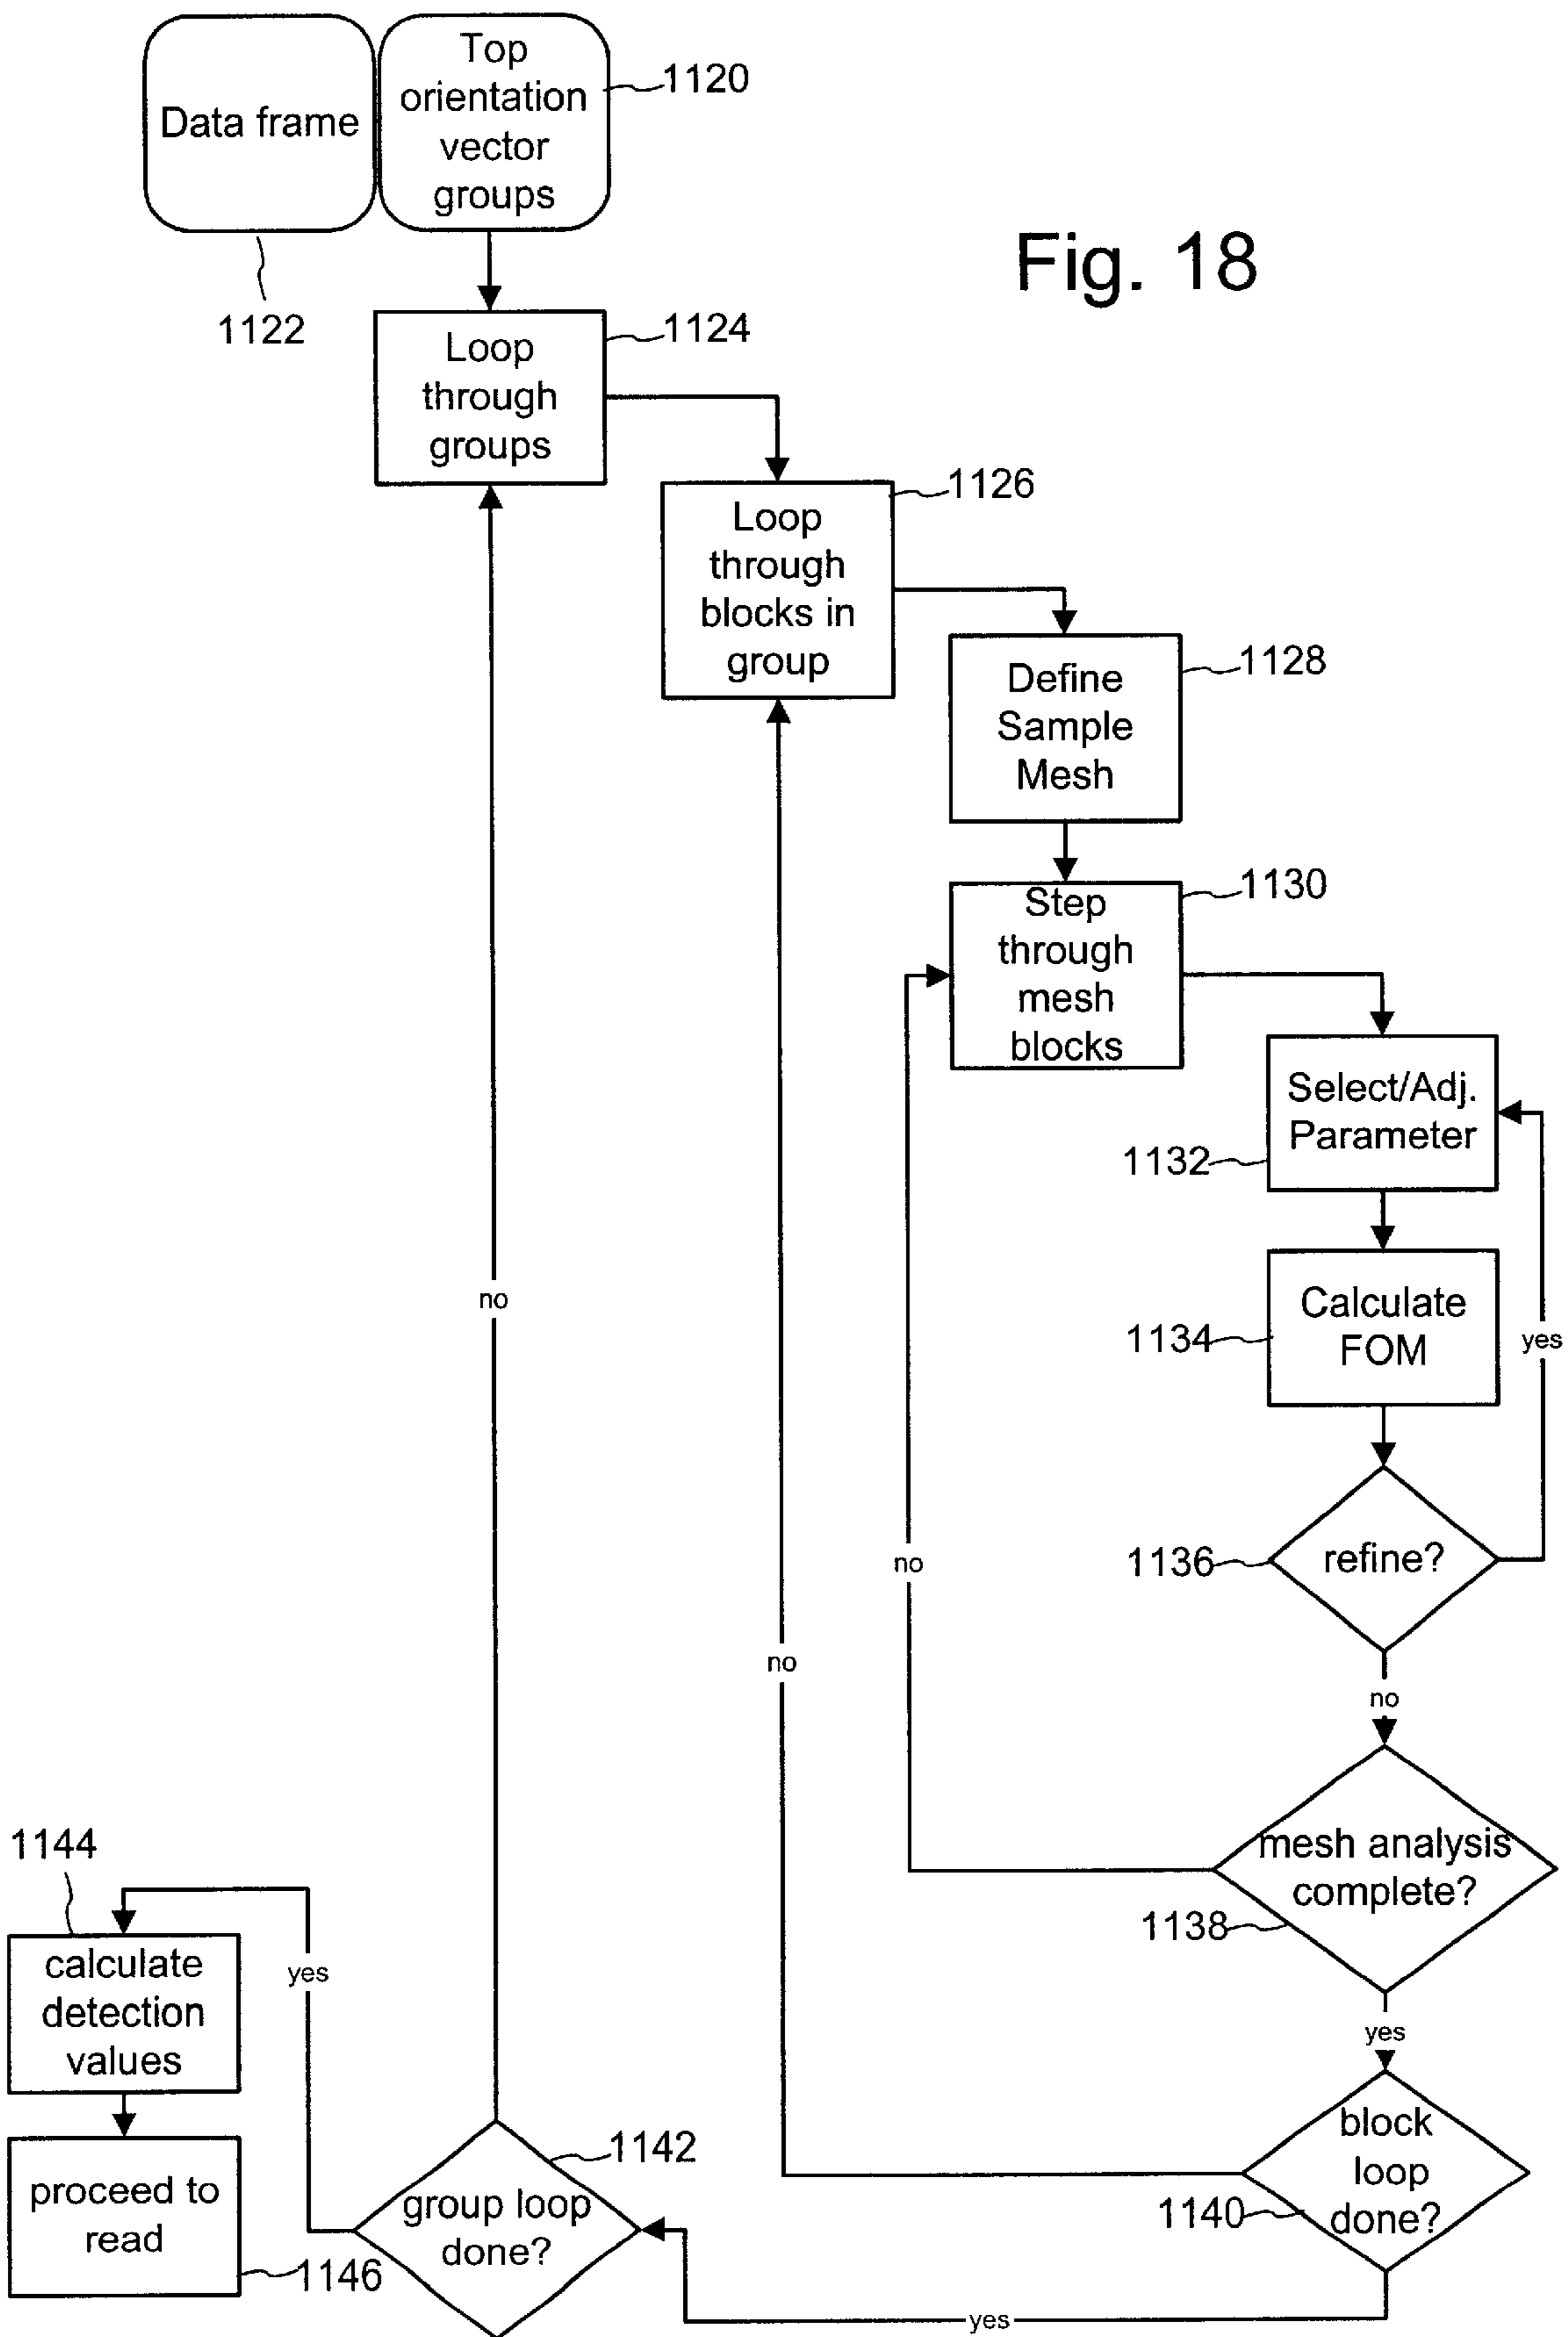 Data frame
Top
orientation
vector
groups
1120
1122
Fig. 18
Loop
through
groups
1124
Loop
through
blocks in
group
1126
Define
Sample
Mesh
1128
Step
through
mesh
blocks
1130
Select/Adj.
Parameter
1132
Calculate
FOM
1134
yes
refine?
1136
no
no
no
no
mesh analysis
complete?
1138
yes
block
loop
done?
1140
yes
group loop
done?
1142
yes
1144
calculate
detection
values
proceed to
read
1146